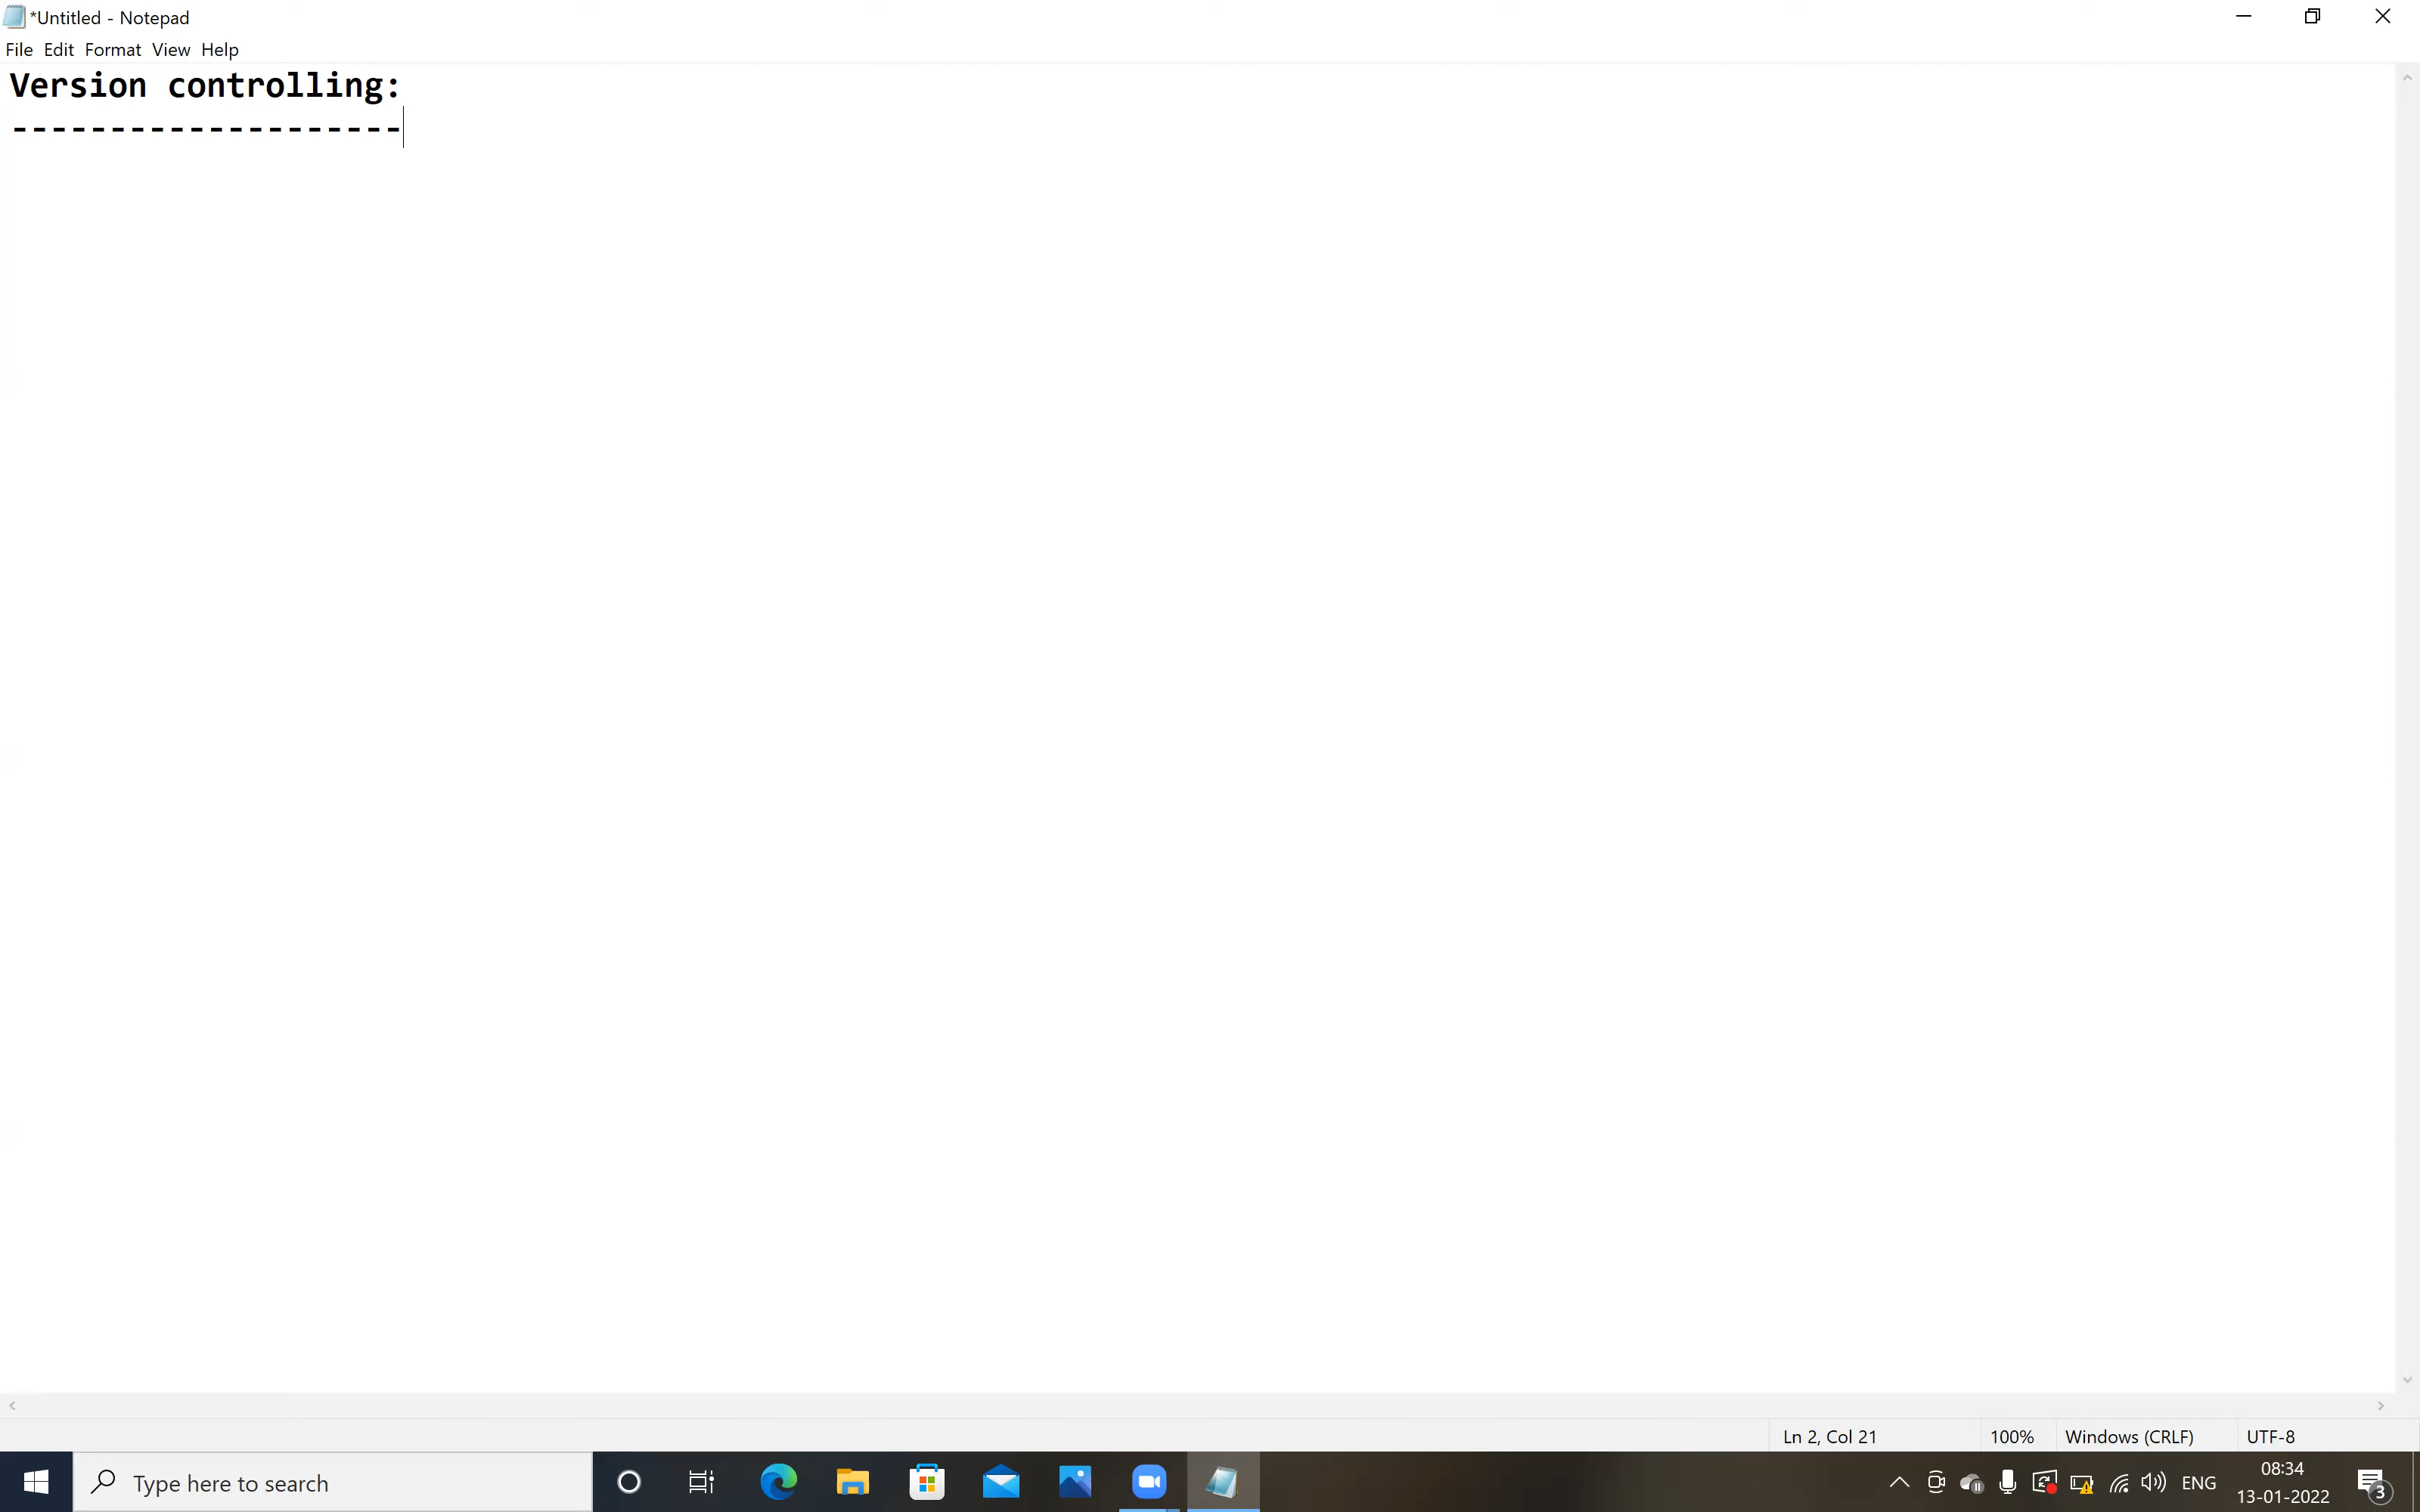 *Untitled - Notepad
File Edit Format View Help
Version controlling:
--------------------
Ln 2, Col 21 100% Windows (CRLF) UTF-8
Type here to search
ENG
08:34
13-01-2022
3